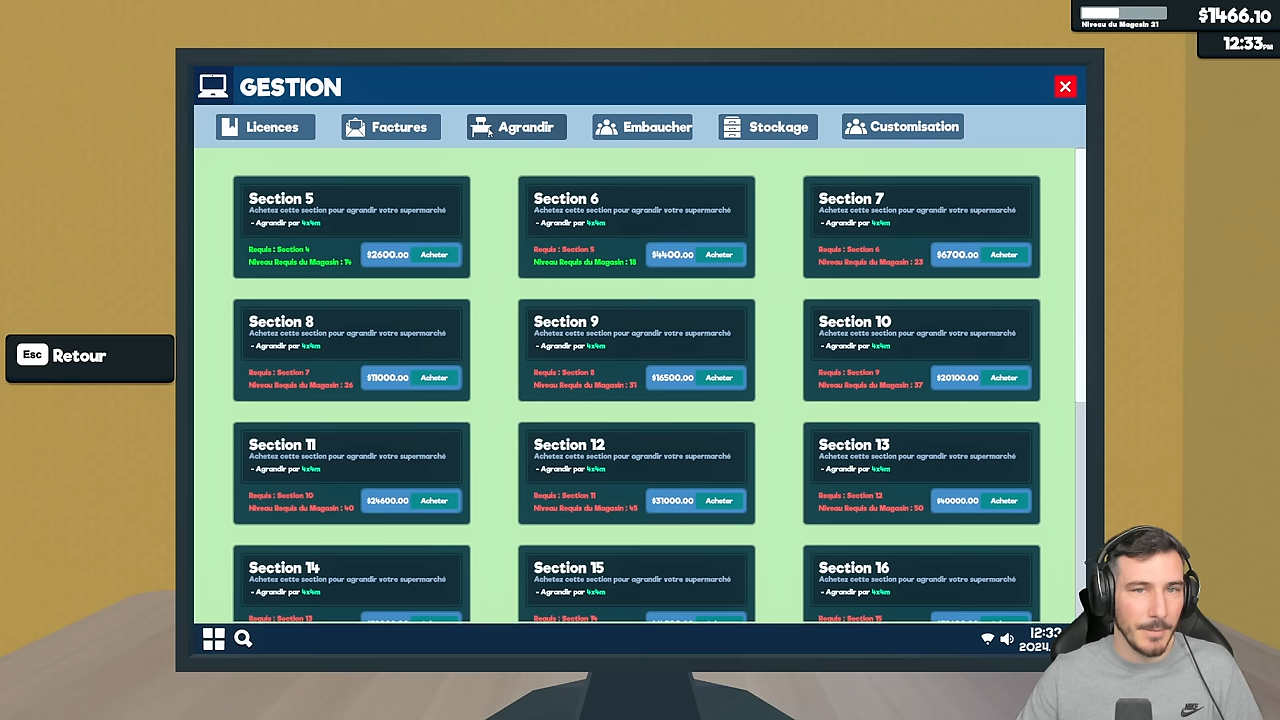 $1466.10
Niveau du Magasin 21
12:33PM
GESTION
Licences
Factures
Agrandir
Embaucher
Stockage
Customisation
Section 5
Achetez cette section pour agrandir votre supermarché
- Agrandir par 4x4m
Requis : Section 4
Niveau Requis du Magasin : 14
$2600.00
Acheter
Section 6
Achetez cette section pour agrandir votre supermarché
- Agrandir par 4x4m
Requis : Section 5
Niveau Requis du Magasin : 18
$4400.00
Acheter
Section 7
Achetez cette section pour agrandir votre supermarché
- Agrandir par 4x4m
Requis : Section 6
Niveau Requis du Magasin : 23
$6700.00
Acheter
Section 8
Achetez cette section pour agrandir votre supermarché
- Agrandir par 4x4m
Requis : Section 7
Niveau Requis du Magasin : 26
$11000.00
Acheter
Section 9
Achetez cette section pour agrandir votre supermarché
- Agrandir par 4x4m
Requis : Section 8
Niveau Requis du Magasin : 31
$16500.00
Acheter
Section 10
Achetez cette section pour agrandir votre supermarché
- Agrandir par 4x4m
Requis : Section 9
Niveau Requis du Magasin : 37
$20100.00
Acheter
Esc Retour
Section 11
Achetez cette section pour agrandir votre supermarché
- Agrandir par 4x4m
Requis : Section 10
Niveau Requis du Magasin : 40
$24600.00
Acheter
Section 12
Achetez cette section pour agrandir votre supermarché
- Agrandir par 4x4m
Requis : Section 11
Niveau Requis du Magasin : 45
$31000.00
Acheter
Section 13
Achetez cette section pour agrandir votre supermarché
- Agrandir par 4x4m
Requis : Section 12
Niveau Requis du Magasin : 50
$40000.00
Acheter
Section 14
Achetez cette section pour agrandir votre supermarché
- Agrandir par 4x4m
Requis : Section 13
Section 15
Achetez cette section pour agrandir votre supermarché
- Agrandir par 4x4m
Requis : Section 14
Section 16
Achetez cette section pour agrandir votre supermarché
- Agrandir par 4x4m
Requis : Section 15
12:33
2024.